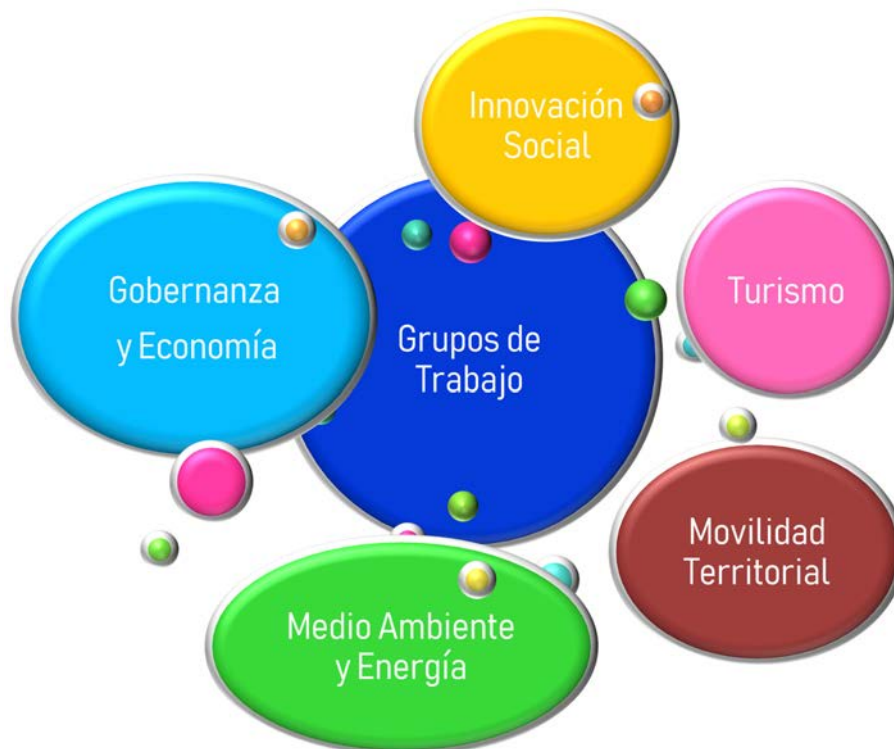 Innovación
Social
Gobernanza
y Economía
Grupos de
Trabajo
Turismo
Movilidad
Territorial
Medio Ambiente
y Energía